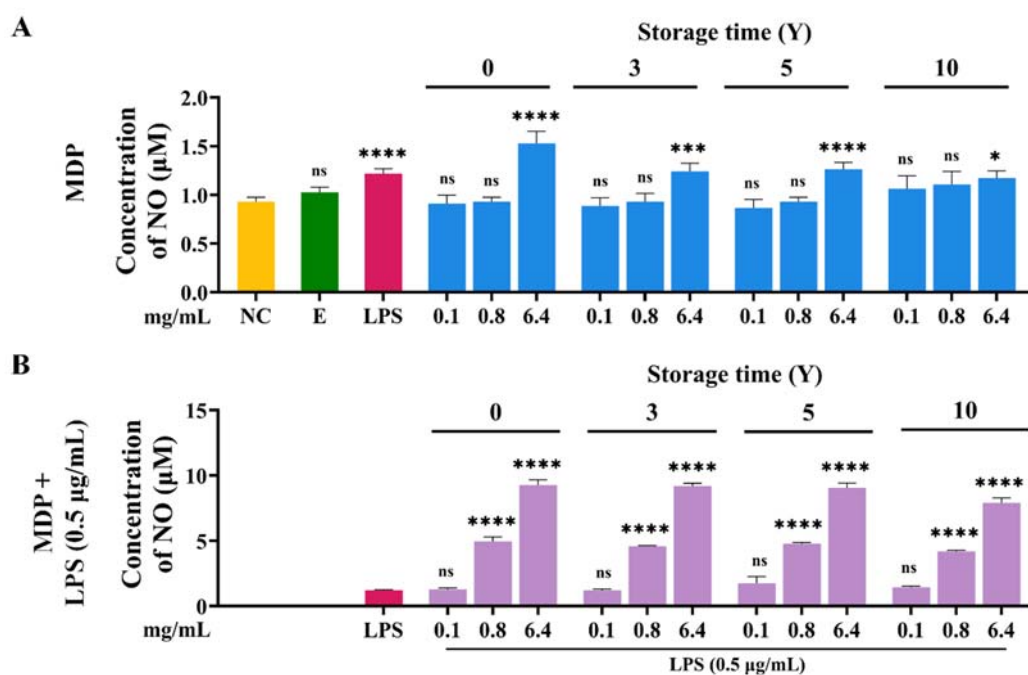 A
Storage time (Y)
0 3 5 10
MDP
Concentration
of NO (μM)
2.0
1.5
1.0
0.5
0.0
ns **** ns ns **** ns ns *** ns ns **** ns ns *
mg/mL NC E LPS 0.1 0.8 6.4 0.1 0.8 6.4 0.1 0.8 6.4 0.1 0.8 6.4
B
Storage time (Y)
0 3 5 10
MDP +
LPS (0.5 μg/mL)
Concentration
of NO (μM)
15
10
5
0
ns **** **** ns **** **** ns **** **** ns **** ****
mg/mL LPS 0.1 0.8 6.4 0.1 0.8 6.4 0.1 0.8 6.4 0.1 0.8 6.4
LPS (0.5 μg/mL)